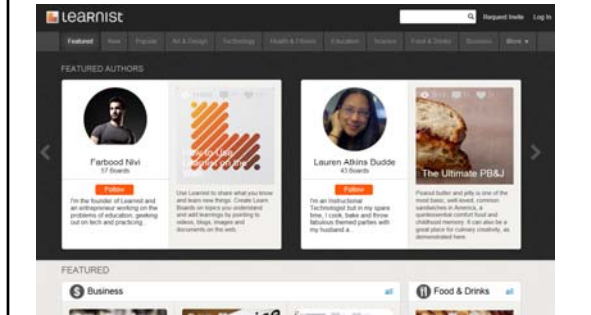 Learnist
Request Invite Log In
Featured New Popular Art & Design Technology Health & Fitness Education Science Food & Drinks Business More
FEATURED AUTHORS
Farbood Nivi
57 Boards
Follow
I'm the founder of Learnist and
an entrepreneur working on the
problems of education, geeking
out on tech and practicing...
How to Use
Learnist on the
Use Learnist to share what you know
and learn new things. Create Learn
Boards on topics you understand
and add learnings by pointing to
videos, blogs, images and
documents on the web.
Lauren Atkins Budde
43 Boards
Follow
I'm an Instructional
Technologist but in my spare
time, I cook, bake and throw
fabulous themed parties with
my husband a...
The Ultimate PB&J
Peanut butter and jelly is one of the
most basic, well loved, common
sandwiches in America, a
quintessential comfort food and
childhood memory. It can also be a
great place for culinary creativity, as
demonstrated here.
FEATURED
Business all
Food & Drinks all